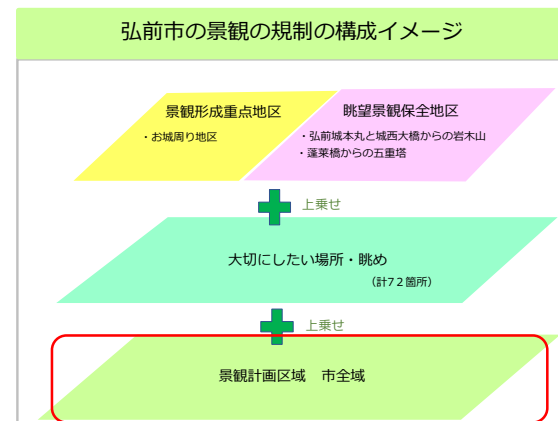 弘前市の景観の規制の構成イメージ
景観形成重点地区
・お城周り地区
眺望景観保全地区
・弘前城本丸と城西大橋からの岩木山
・蓬莱橋からの五重塔
上乗せ
大切にしたい場所・眺め
（計7２箇所）
上乗せ
景観計画区域　市全域